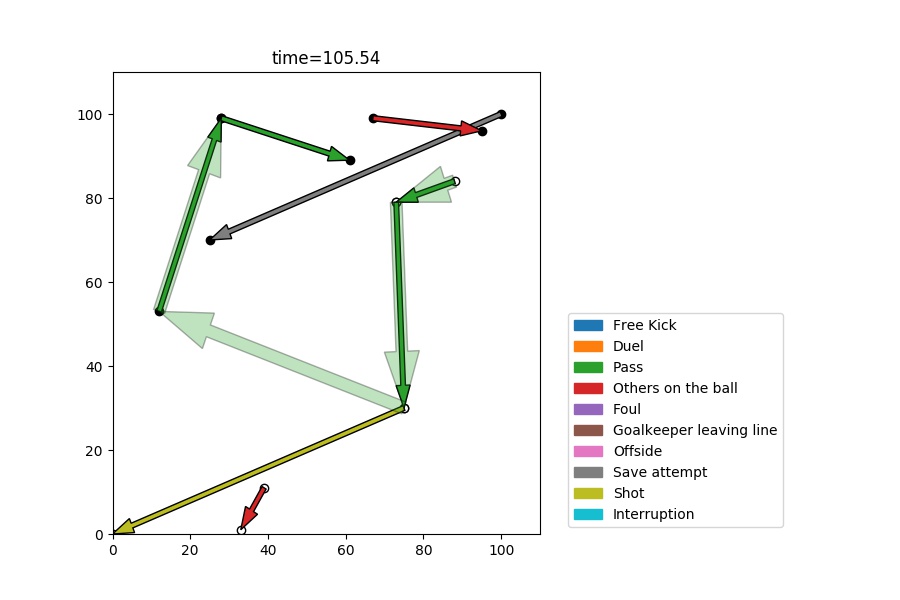 time=105.54
100
80
60
40
20
0
0 20 40 60 80 100
Free Kick
Duel
Pass
Others on the ball
Foul
Goalkeeper leaving line
Offside
Save attempt
Shot
Interruption